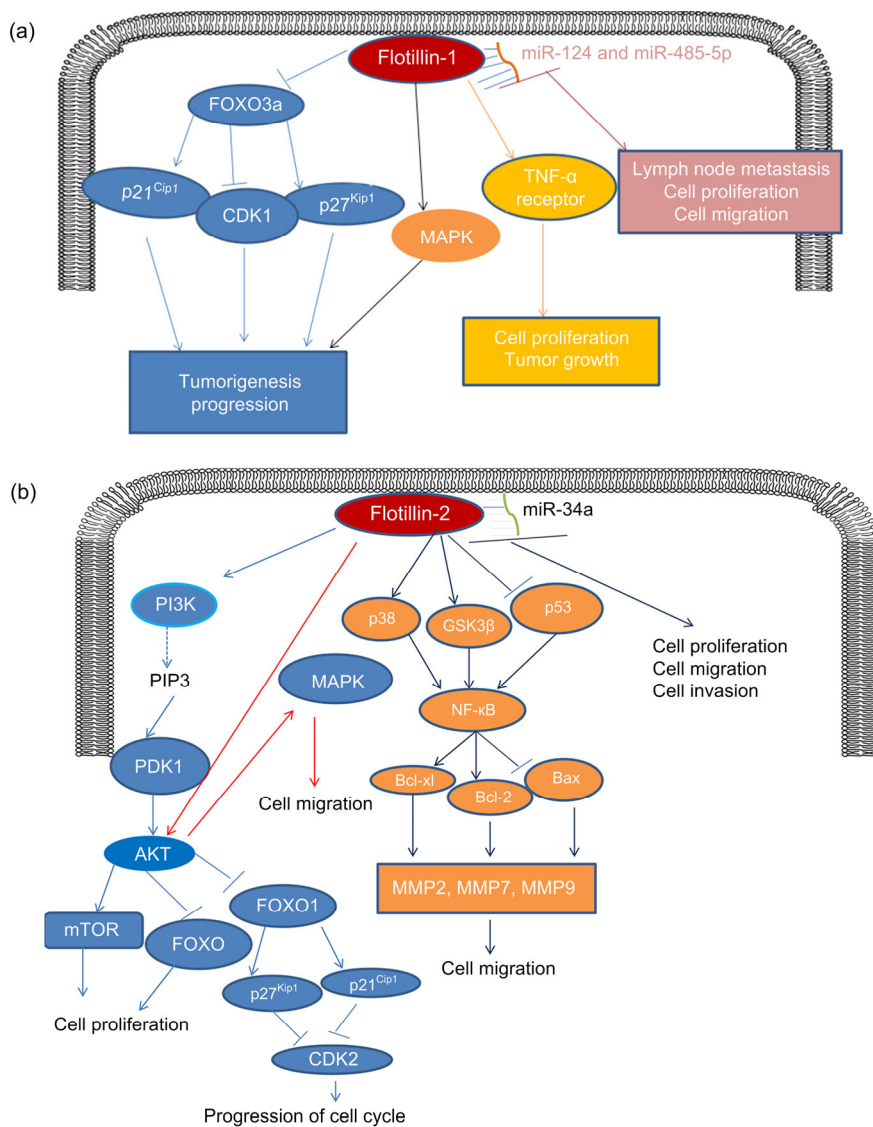 (a)
Flotillin-1
miR-124 and miR-485-5p
FOXO3a
p21Cip1
CDK1
p27Kip1
MAPK
TNF-α
receptor
Lymph node metastasis
Cell proliferation
Cell migration
Tumorigenesis
progression
Cell proliferation
Tumor growth
(b)
Flotillin-2
miR-34a
PI3K
p38
GSK3β
p53
PIP3
MAPK
Cell proliferation
Cell migration
Cell invasion
NF-κB
PDK1
Bcl-xl
Bcl-2
Bax
Cell migration
AKT
MMP2, MMP7, MMP9
mTOR
FOXO
FOXO1
Cell migration
p27Kip1
p21Cip1
Cell proliferation
CDK2
Progression of cell cycle